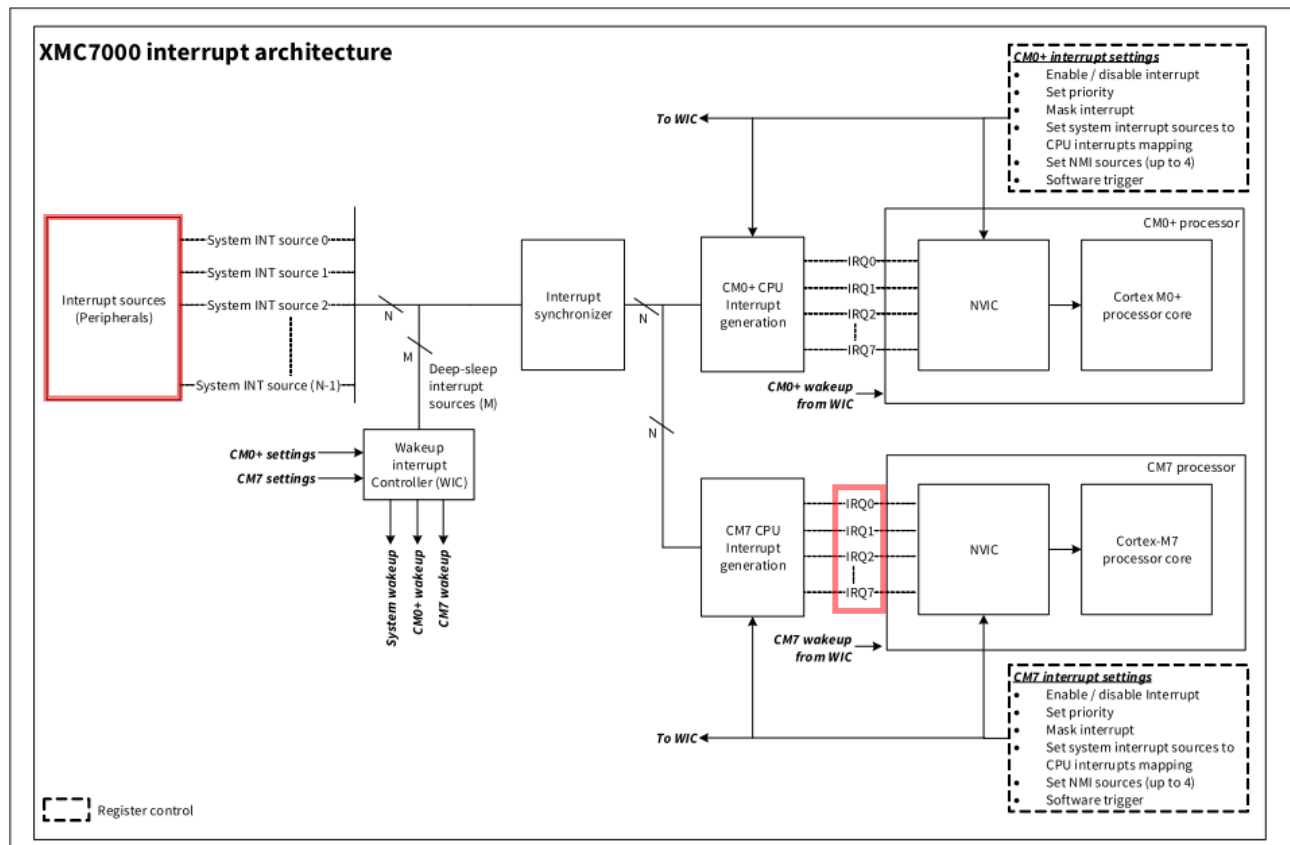 XMC7000 interrupt architecture
CM0+ interrupt settings
• Enable / disable interrupt
• Set priority
• Mask interrupt
• Set system interrupt sources to
CPU interrupts mapping
• Set NMI sources (up to 4)
• Software trigger
To WIC
Interrupt sources
(Peripherals)
System INT source 0
System INT source 1
System INT source 2
System INT source (N-1)
N
M
Deep-sleep
interrupt
sources (M)
Interrupt
synchronizer
N
N
CM0+ CPU
Interrupt
generation
IRQ0
IRQ1
IRQ2
IRQ7
CM0+ processor
NVIC
Cortex M0+
processor core
CM0+ wakeup
from WIC
CM0+ settings
CM7 settings
Wakeup
interrupt
Controller (WIC)
System wakeup
CM0+ wakeup
CM7 wakeup
CM7 CPU
Interrupt
generation
IRQ0
IRQ1
IRQ2
IRQ7
CM7 processor
NVIC
Cortex-M7
processor core
CM7 wakeup
from WIC
To WIC
CM7 interrupt settings
• Enable / disable Interrupt
• Set priority
• Mask interrupt
• Set system interrupt sources to
CPU interrupts mapping
• Set NMI sources (up to 4)
• Software trigger
Register control